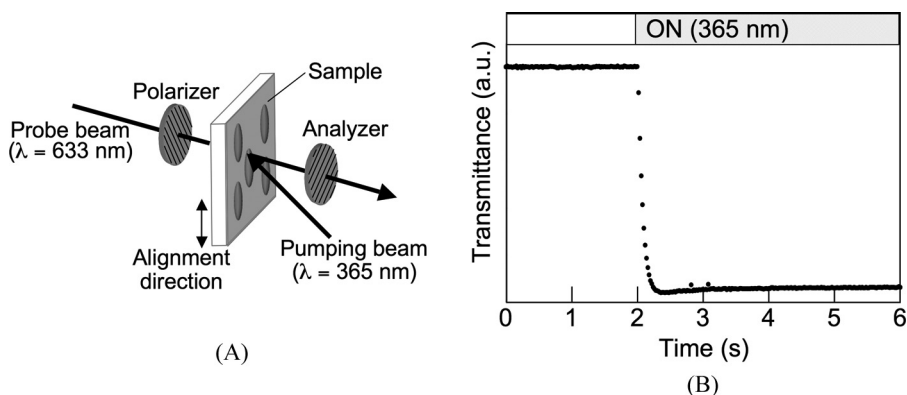 Polarizer
Sample
Probe beam
(λ = 633 nm)
Analyzer
Alignment
direction
Pumping beam
(λ = 365 nm)
(A)
ON (365 nm)
Transmittance (a.u.)
0 1 2 3 4 5 6
Time (s)
(B)